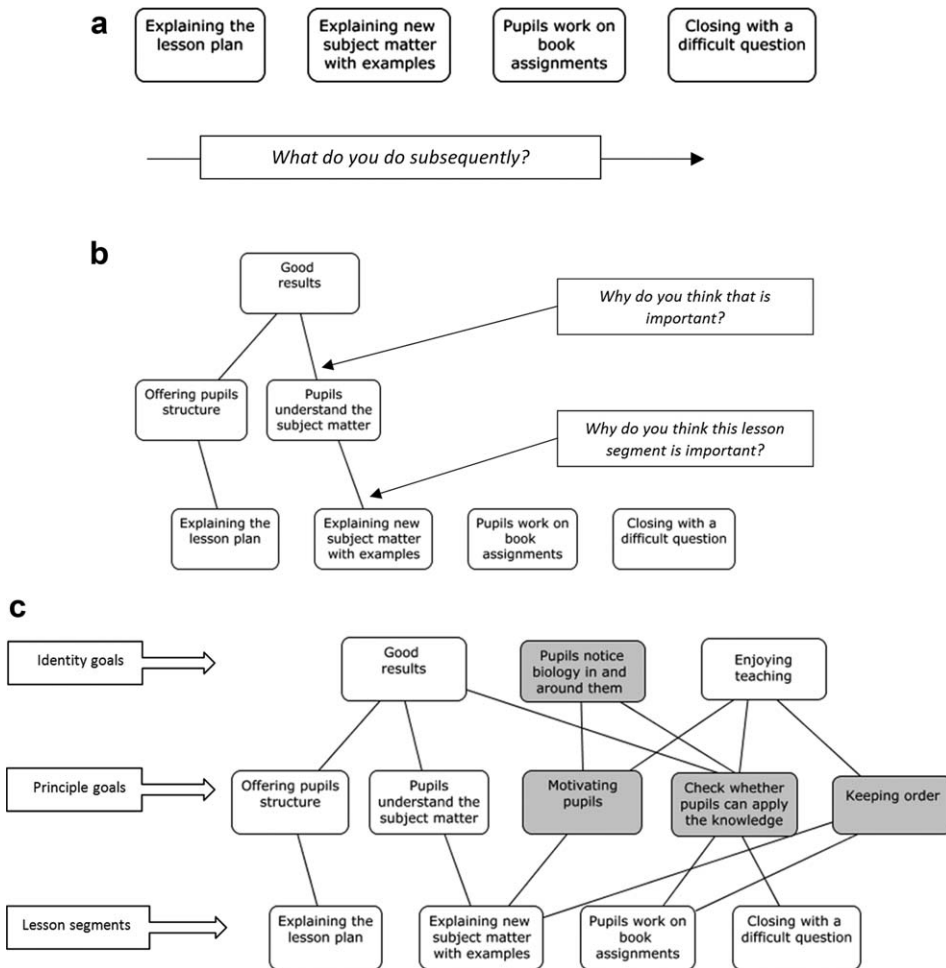 a
Explaining the
lesson plan
Explaining new
subject matter
with examples
Pupils work on
book
assignments
Closing with a
difficult question
What do you do subsequently?
b
Good
results
Why do you think that is
important?
Offering pupils
structure
Pupils
understand the
subject matter
Why do you think this lesson
segment is important?
Explaining the
lesson plan
Explaining new
subject matter
with examples
Pupils work on
book
assignments
Closing with a
difficult question
c
Identity goals
Good
results
Pupils notice
biology in and
around them
Enjoying
teaching
Principle goals
Offering pupils
structure
Pupils
understand the
subject matter
Motivating
pupils
Check whether
pupils can apply
the knowledge
Keeping order
Lesson segments
Explaining the
lesson plan
Explaining new
subject matter
with examples
Pupils work on
book
assignments
Closing with a
difficult question